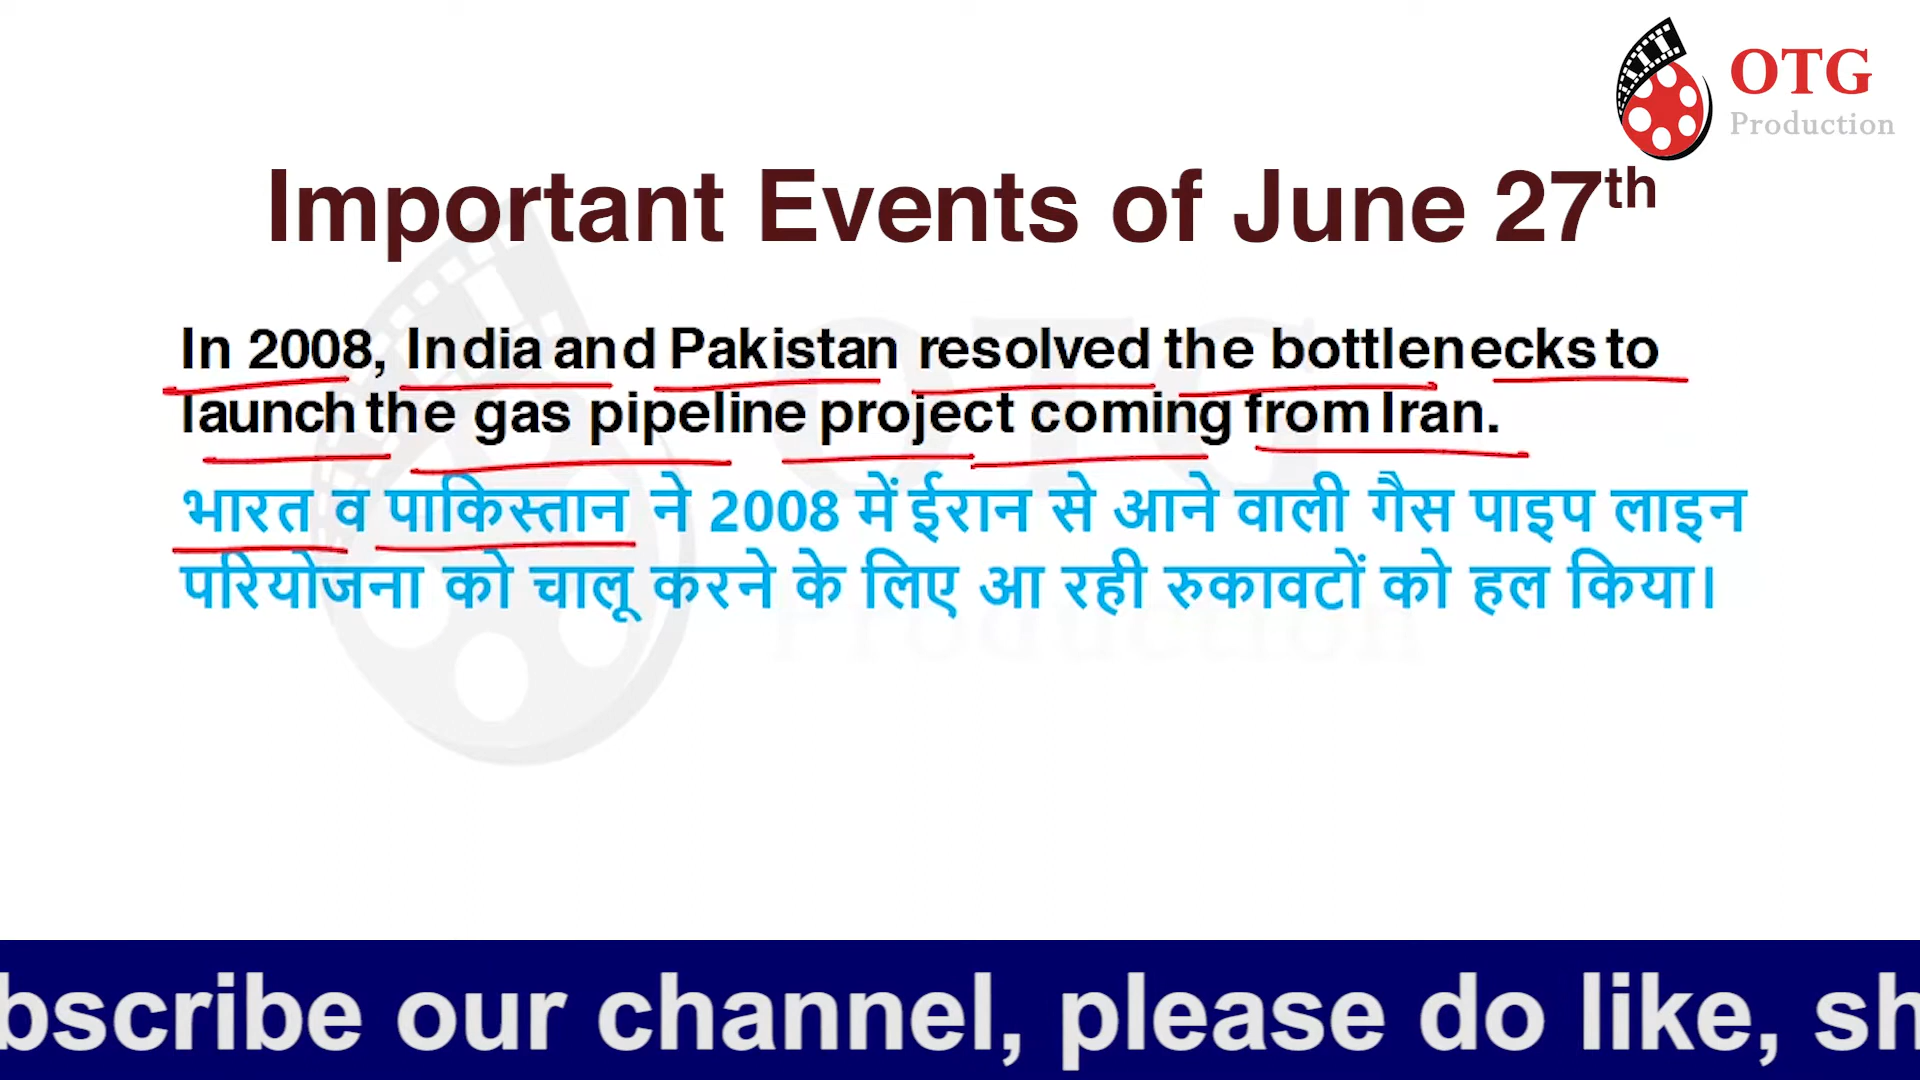 OTG
Production
Important Events of June 27th
In 2008, India and Pakistan resolved the bottlenecks to
launch the gas pipeline project coming from Iran.
भारत व पाकिस्तान ने 2008 में ईरान से आने वाली गैस पाइप लाइन
परियोजना को चालू करने के लिए आ रही रुकावटों को हल किया।
OTG
Production
bscribe our channel, please do like, sh